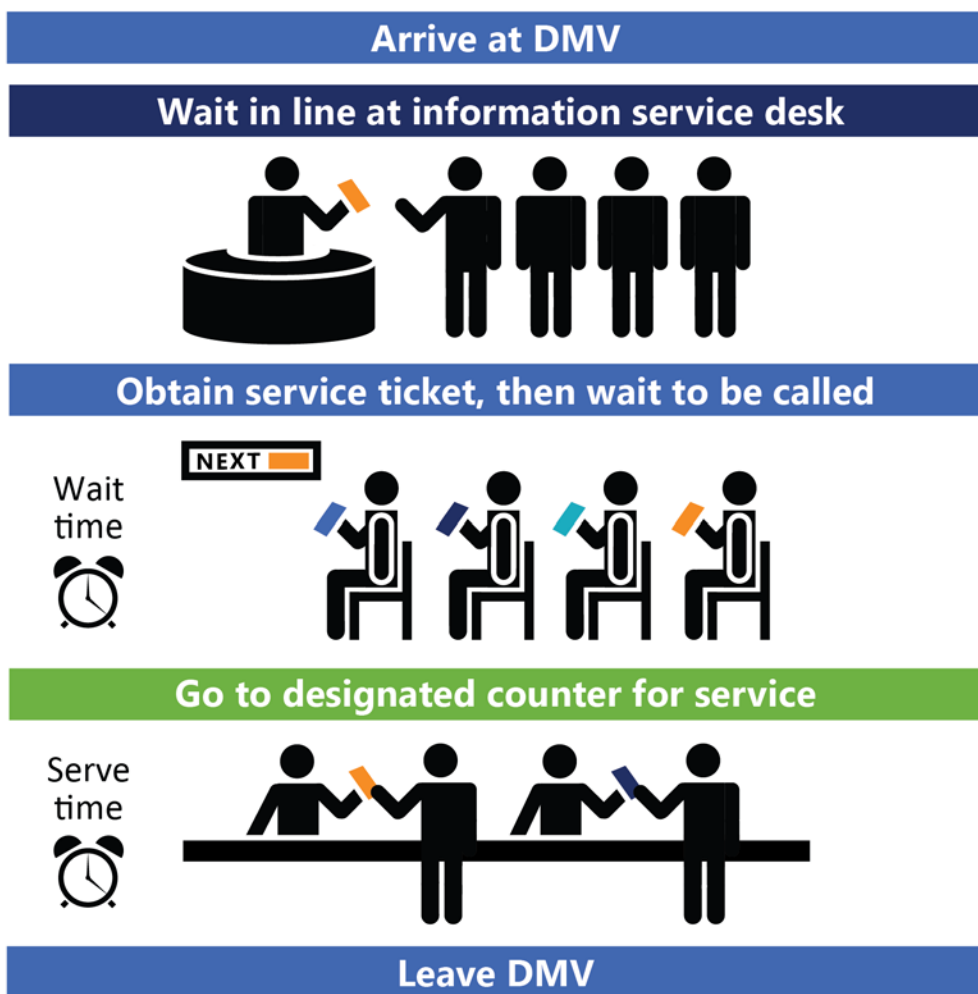 Arrive at DMV
Wait in line at information service desk
Obtain service ticket, then wait to be called
NEXT
Wait
time
Go to designated counter for service
Serve
time
Leave DMV